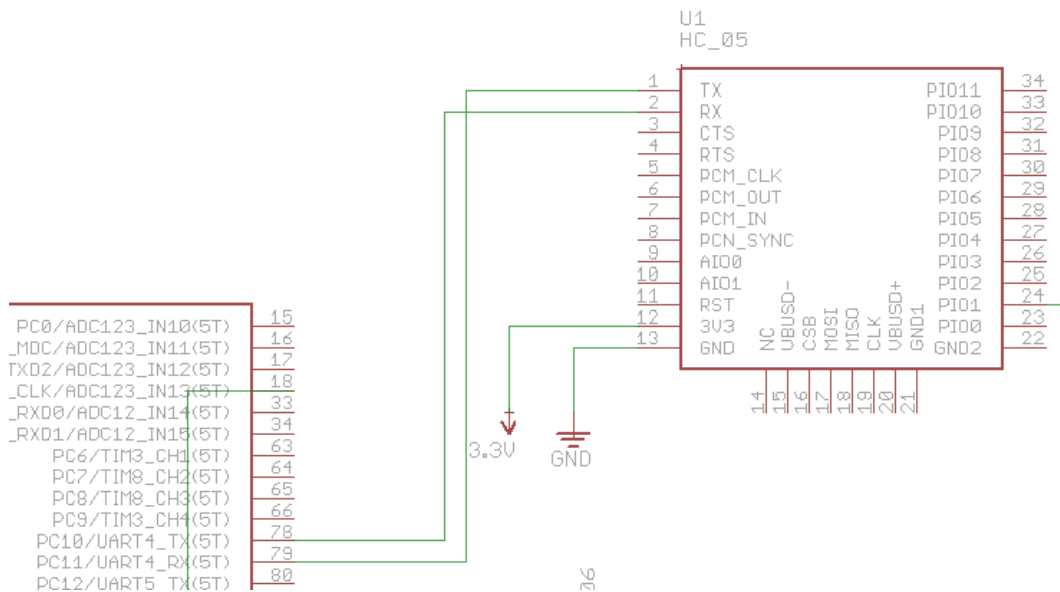 U1
HC_05
1 TX PIO11 34
2 RX PIO10 33
3 CTS PIO9 32
4 RTS PIO8 31
5 PCM_CLK PIO7 30
6 PCM_OUT PIO6 29
7 PCM_IN PIO5 28
8 PCN_SYNC PIO4 27
9 AIO0 PIO3 26
10 AIO1 PIO2 25
11 RST PIO1 24
12 3V3 PIO0 23
13 GND GND2 22
NC
VBUSD-
CSB
MOSI
MISO
CLK
VBUSD+
GND1
14
15
16
17
18
19
20
21
PC0/ADC123_IN10(5T) 15
_MDC/ADC123_IN11(5T) 16
TXD2/ADC123_IN12(5T) 17
_CLK/ADC123_IN13(5T) 18
_RXD0/ADC12_IN14(5T) 33
_RXD1/ADC12_IN15(5T) 34
PC6/TIM3_CH1(5T) 63
PC7/TIM8_CH2(5T) 64
PC8/TIM8_CH3(5T) 65
PC9/TIM3_CH4(5T) 66
PC10/UART4_TX(5T) 78
PC11/UART4_RX(5T) 79
PC12/UART5_TX(5T) 80
3.3V
GND
06